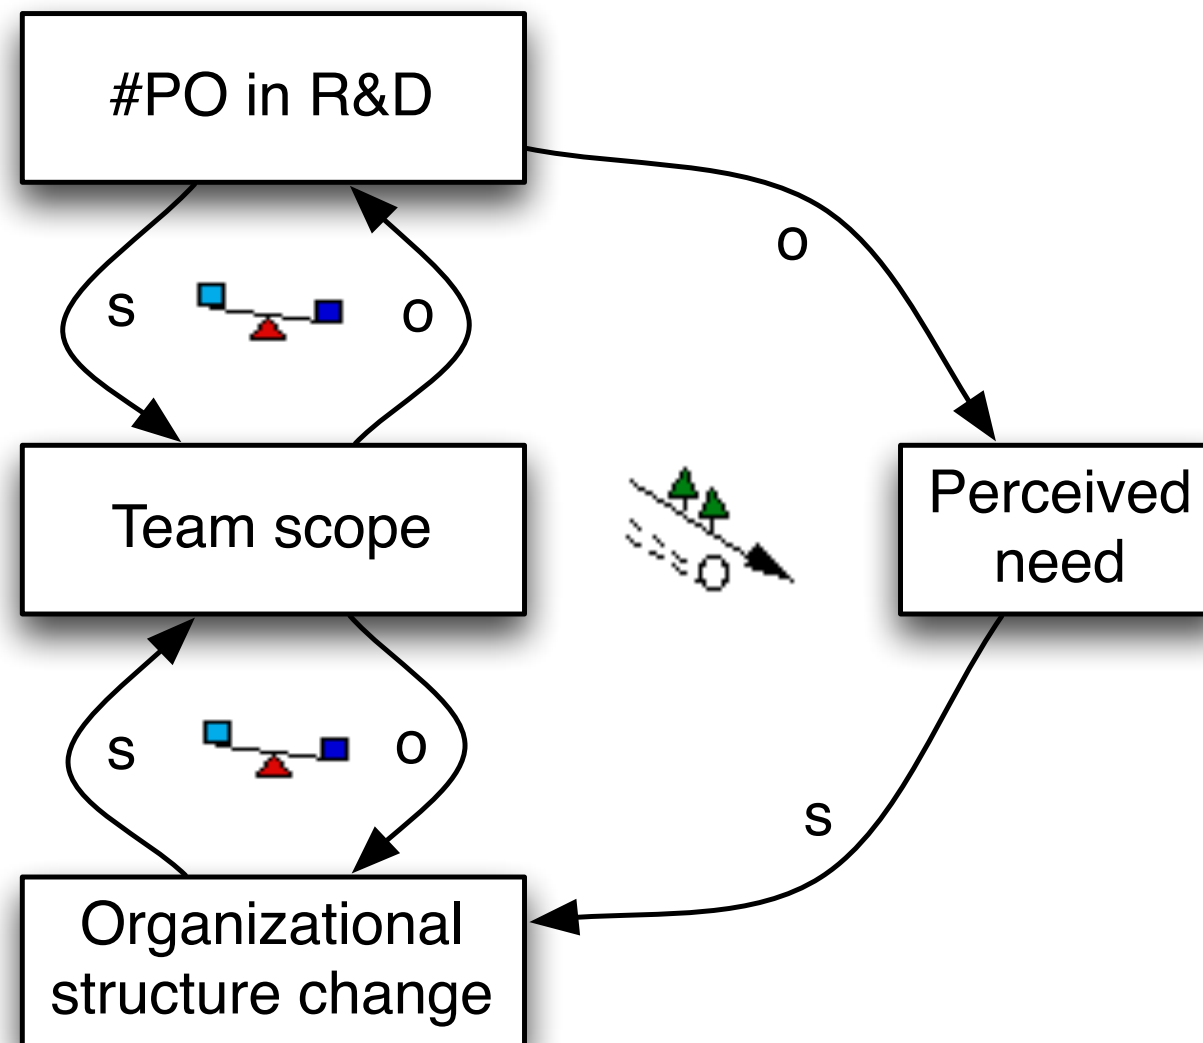 #PO in R&D
o
s
o
Team scope
Perceived
need
s
o
s
Organizational
structure change